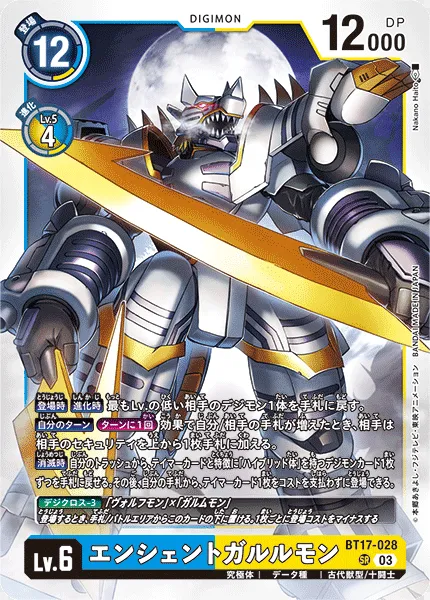 登場
12
DIGIMON
12000
DP
進化
Lv.5
4
Nakano Haito
登場時 進化時 最もLv.の低い相手のデジモン1体を手札に戻す。
自分のターン ターンに1回 効果で自分/相手の手札が増えたとき、相手は
相手のセキュリティを上から1枚手札に加える。
消滅時 自分のトラッシュから、テイマーカードと特徴に「ハイブリッド体」を持つデジモンカード1枚
ずつを手札に戻せる。その後、自分の手札から、テイマーカード1枚をコストを支払わずに登場できる。
デジクロス-3 「ヴォルフモン」×「ガルムモン」
登場するとき、手札/バトルエリアからこのカードの下に置ける。1枚ごとに登場コストをマイナスする
©本郷あきよし・フジテレビ・東映アニメーション BANDAI MADE IN JAPAN
Lv.6
エンシェントガルルモン
BT17-028
SR 03
究極体 データ種 古代獣型/十闘士